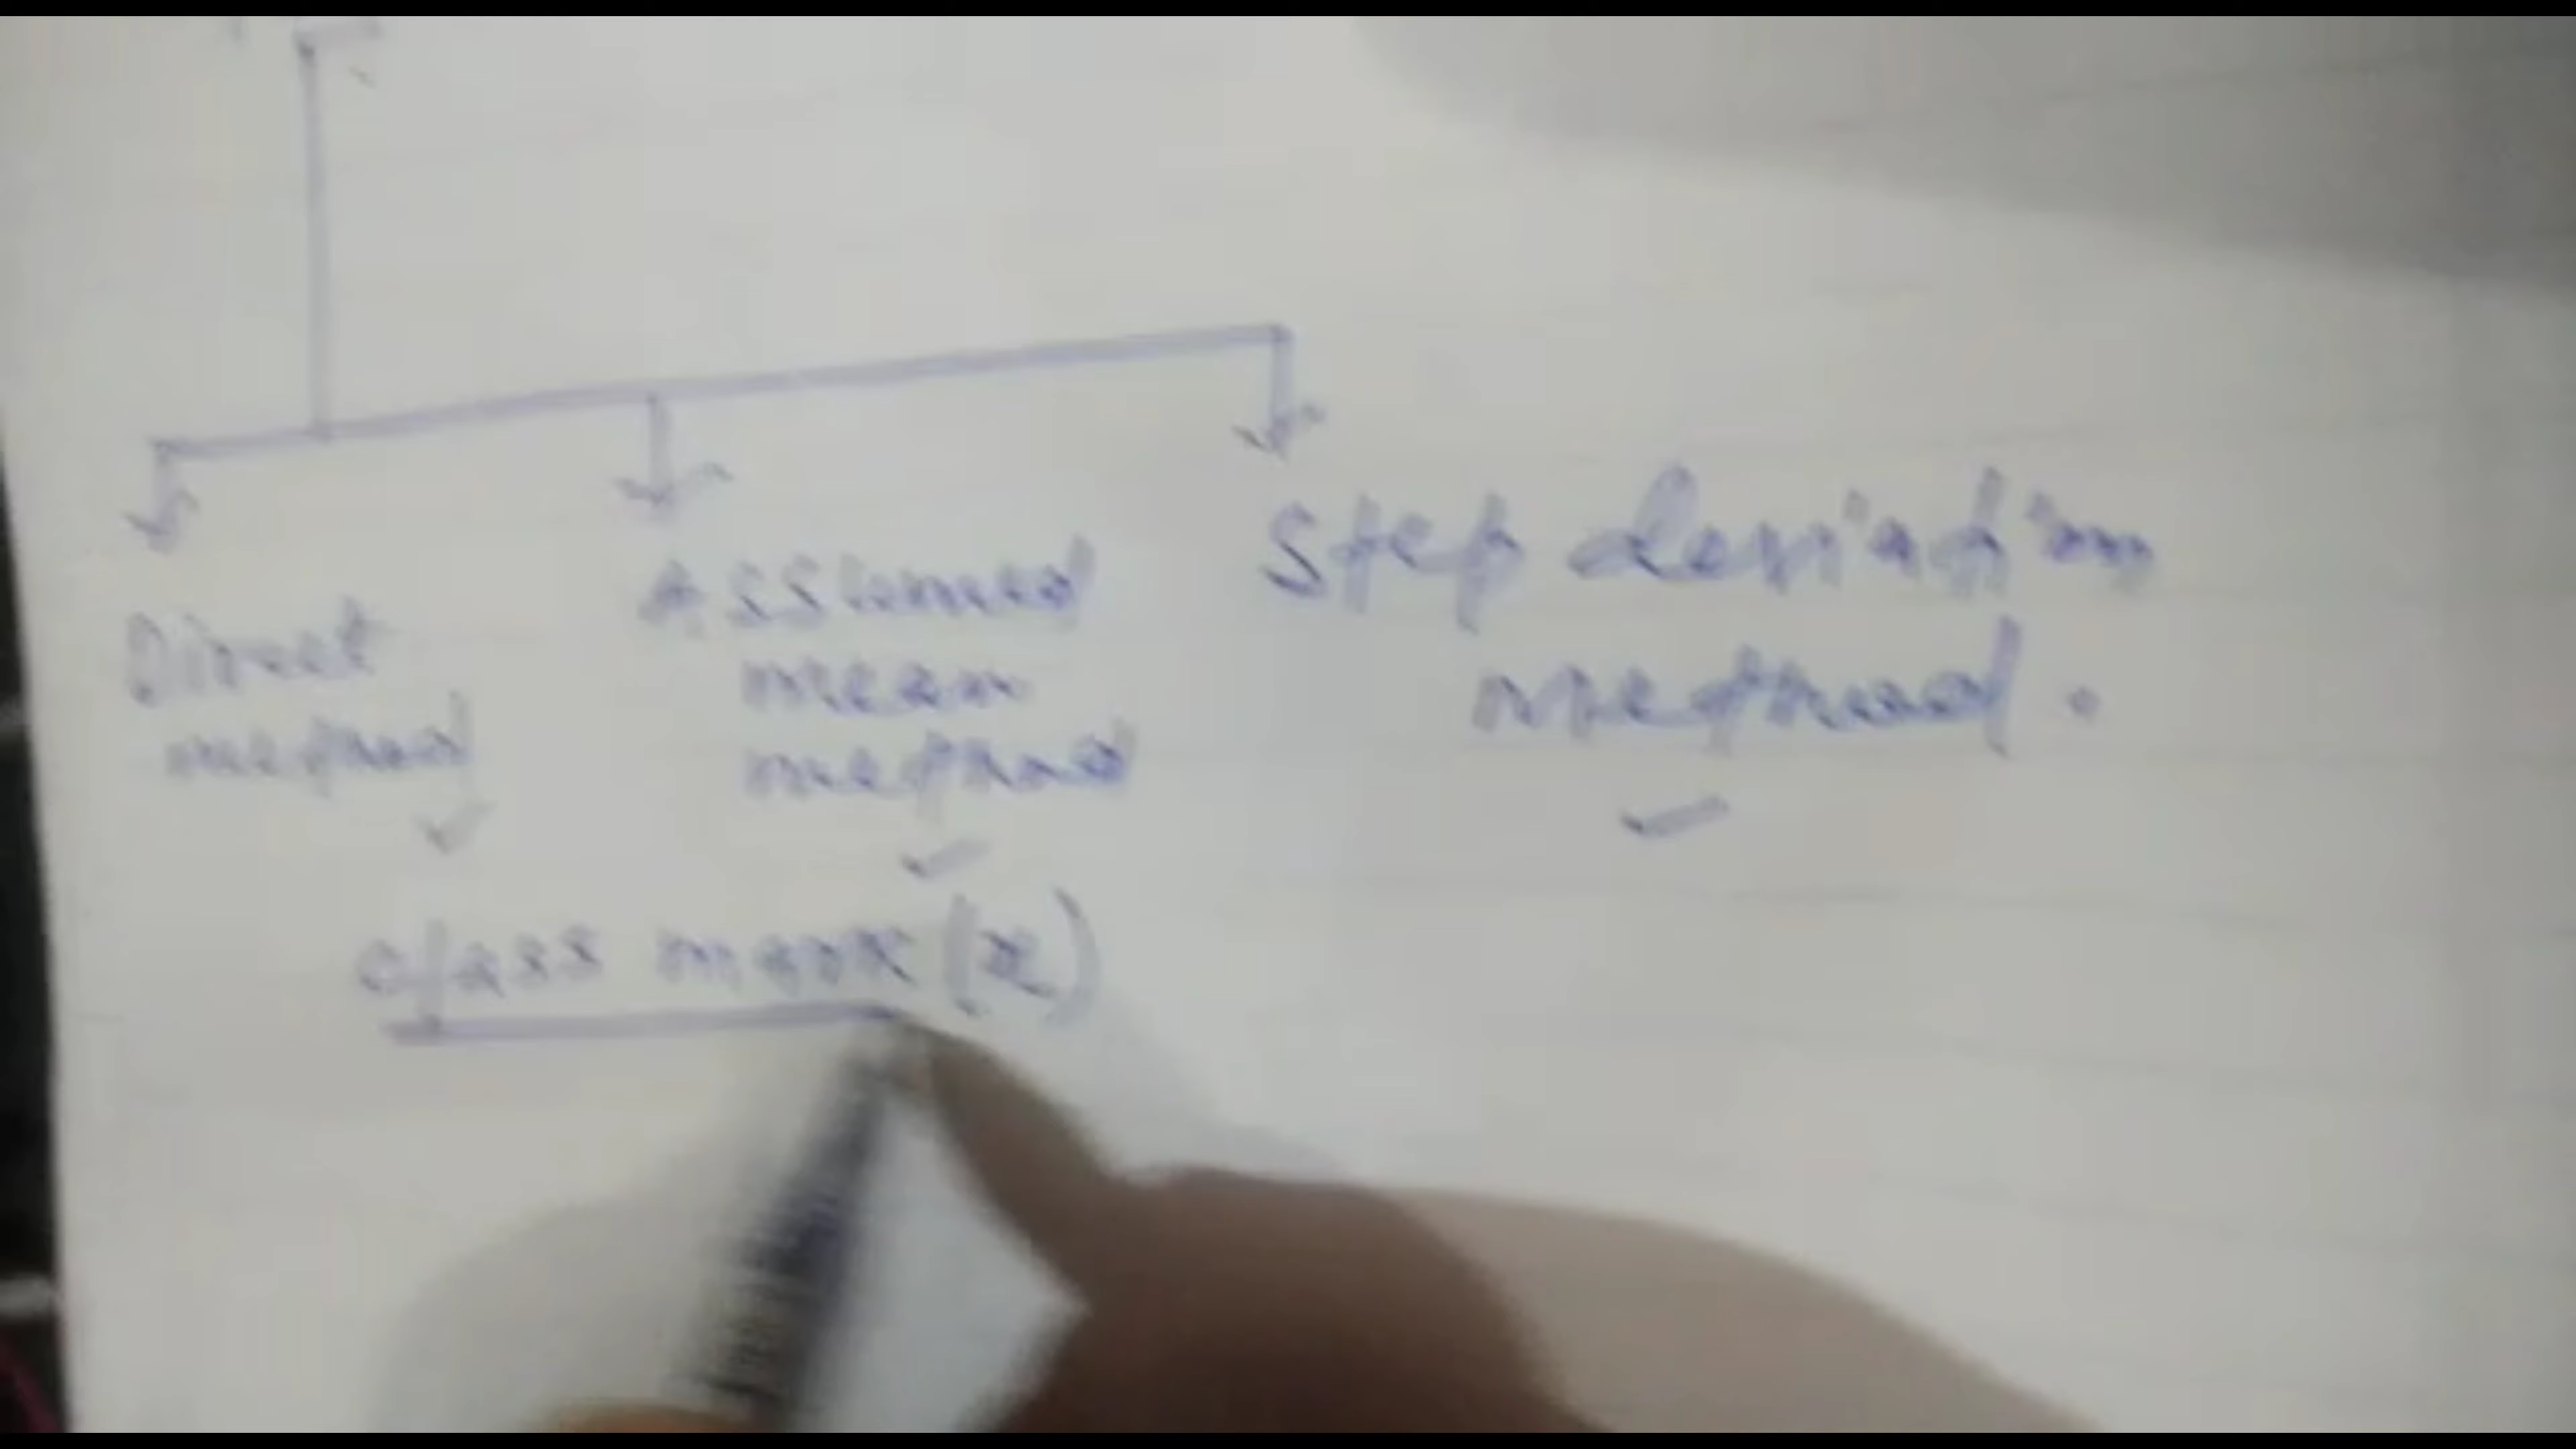 Direct
method
Assumed
mean
method
Step deviation
method.
class mark (x)